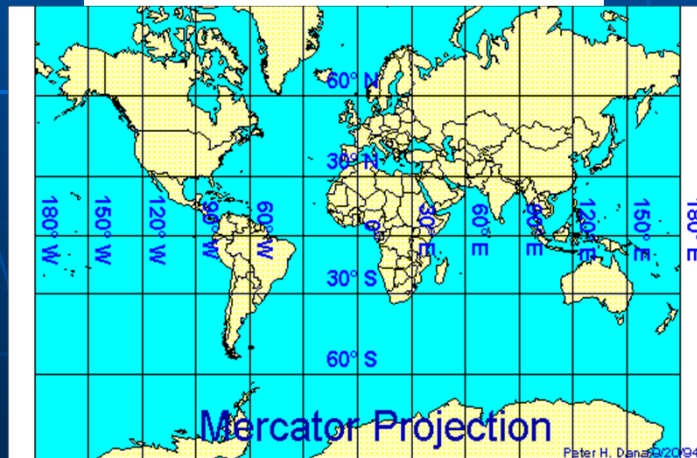 60° N
30° N
180° W
150° W
120° W
90° W
60° W
0°
30° E
60° E
90° E
120° E
150° E
180° E
30° S
60° S
Mercator Projection
Peter H. Dana 9/20/94